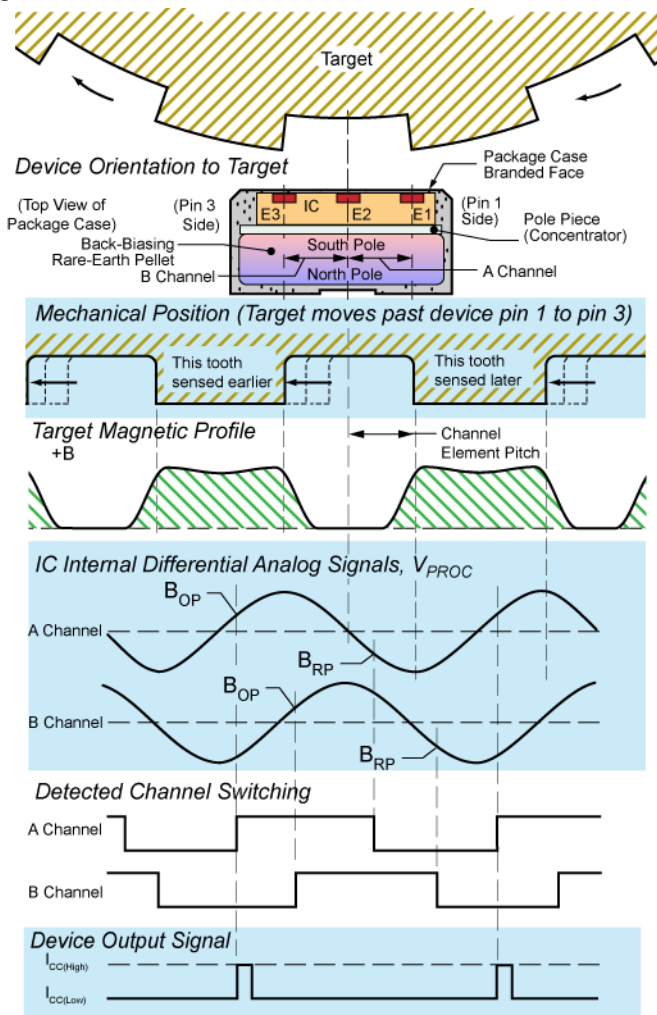 Target
Device Orientation to Target
Package Case
Branded Face
(Top View of
Package Case)
(Pin 3
Side)
E3
IC
E2
E1
(Pin 1
Side)
Pole Piece
(Concentrator)
Back-Biasing
Rare-Earth Pellet
South Pole
B Channel
North Pole
A Channel
Mechanical Position (Target moves past device pin 1 to pin 3)
This tooth
sensed earlier
This tooth
sensed later
Target Magnetic Profile
+B
Channel
Element Pitch
IC Internal Differential Analog Signals, VPROC
BOP
A Channel
BRP
BOP
B Channel
BRP
Detected Channel Switching
A Channel
B Channel
Device Output Signal
ICC(High)
ICC(Low)